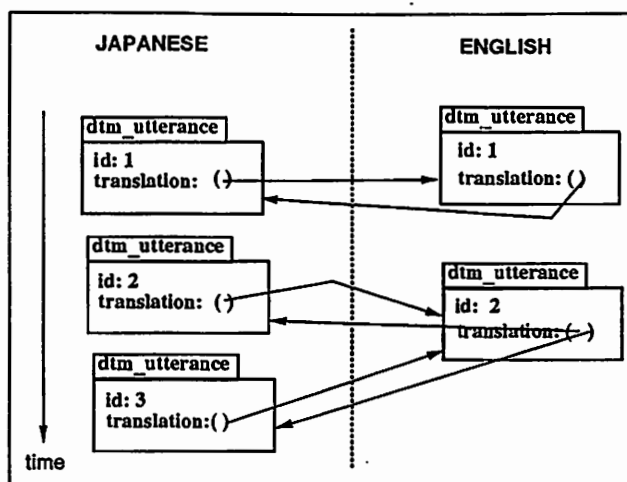 JAPANESE
ENGLISH
dtm_utterance
id: 1
translation: ()
dtm_utterance
id: 1
translation: ()
dtm_utterance
id: 2
translation: ()
dtm_utterance
id: 2
translation: ( )
dtm_utterance
id: 3
translation:()
time